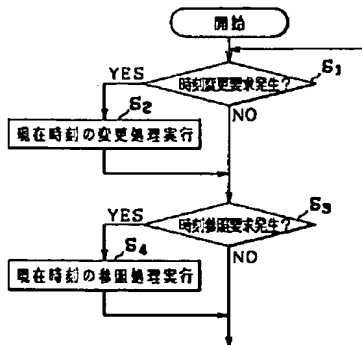 開始
S1
YES
時刻変更要求発生?
S2
NO
現在時刻の変更処理実行
S3
YES
時刻参照要求発生?
S4
NO
現在時刻の参照処理実行